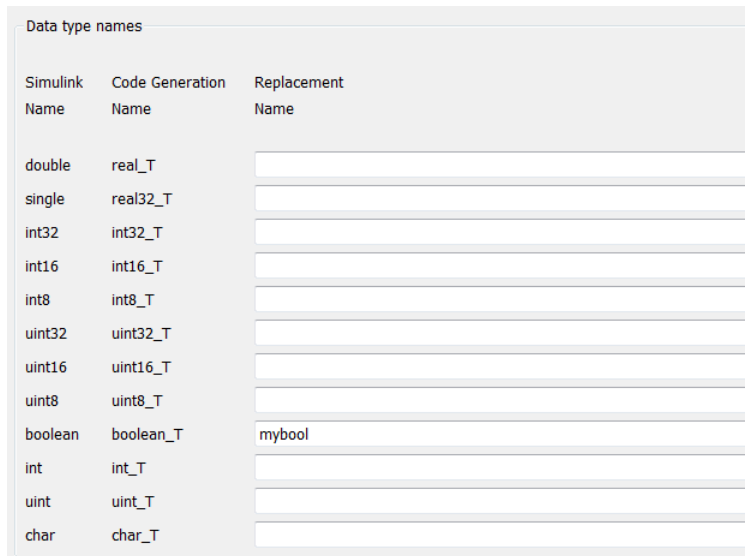 Data type names
Simulink Code Generation Replacement
Name Name Name
double real_T
single real32_T
int32 int32_T
int16 int16_T
int8 int8_T
uint32 uint32_T
uint16 uint16_T
uint8 uint8_T
boolean boolean_T mybool
int int_T
uint uint_T
char char_T